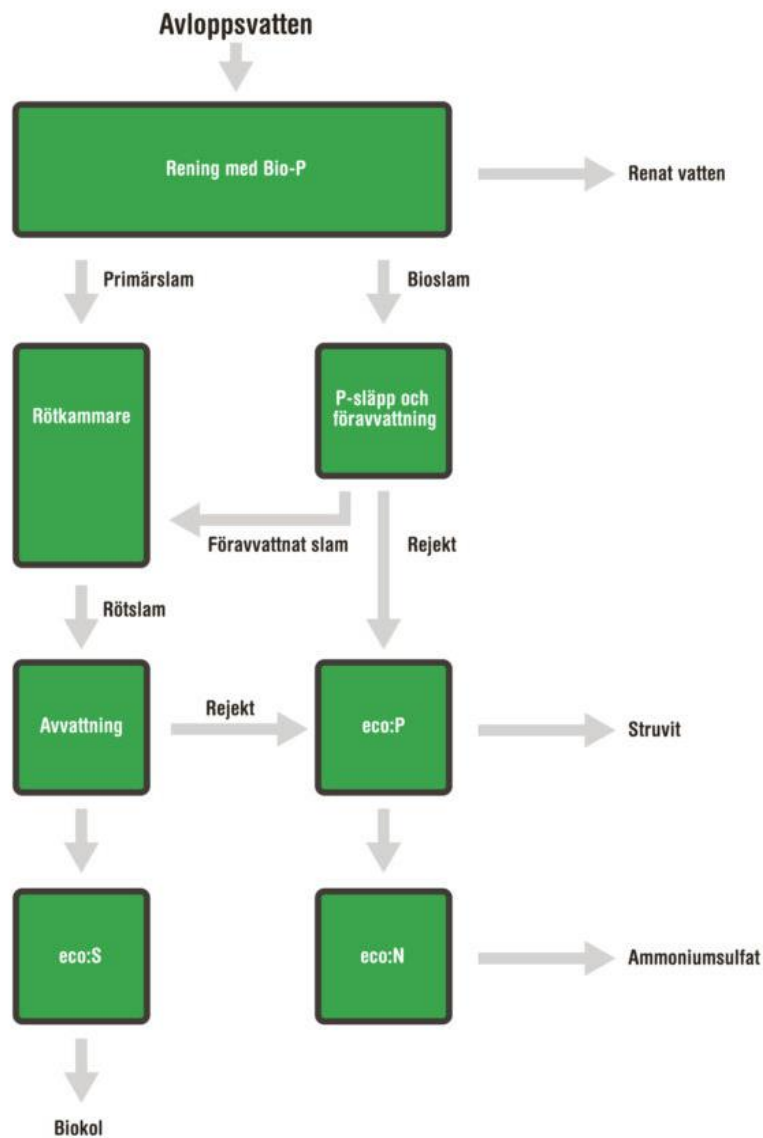 Avloppsvatten
Rening med Bio-P
Renat vatten
Primärslam
Bioslam
Rötkammare
P-släpp och
föravvattning
Föravvattnat slam
Rejekt
Rötslam
Avvattning
Rejekt
eco:P
Struvit
eco:S
eco:N
Ammoniumsulfat
Biokol